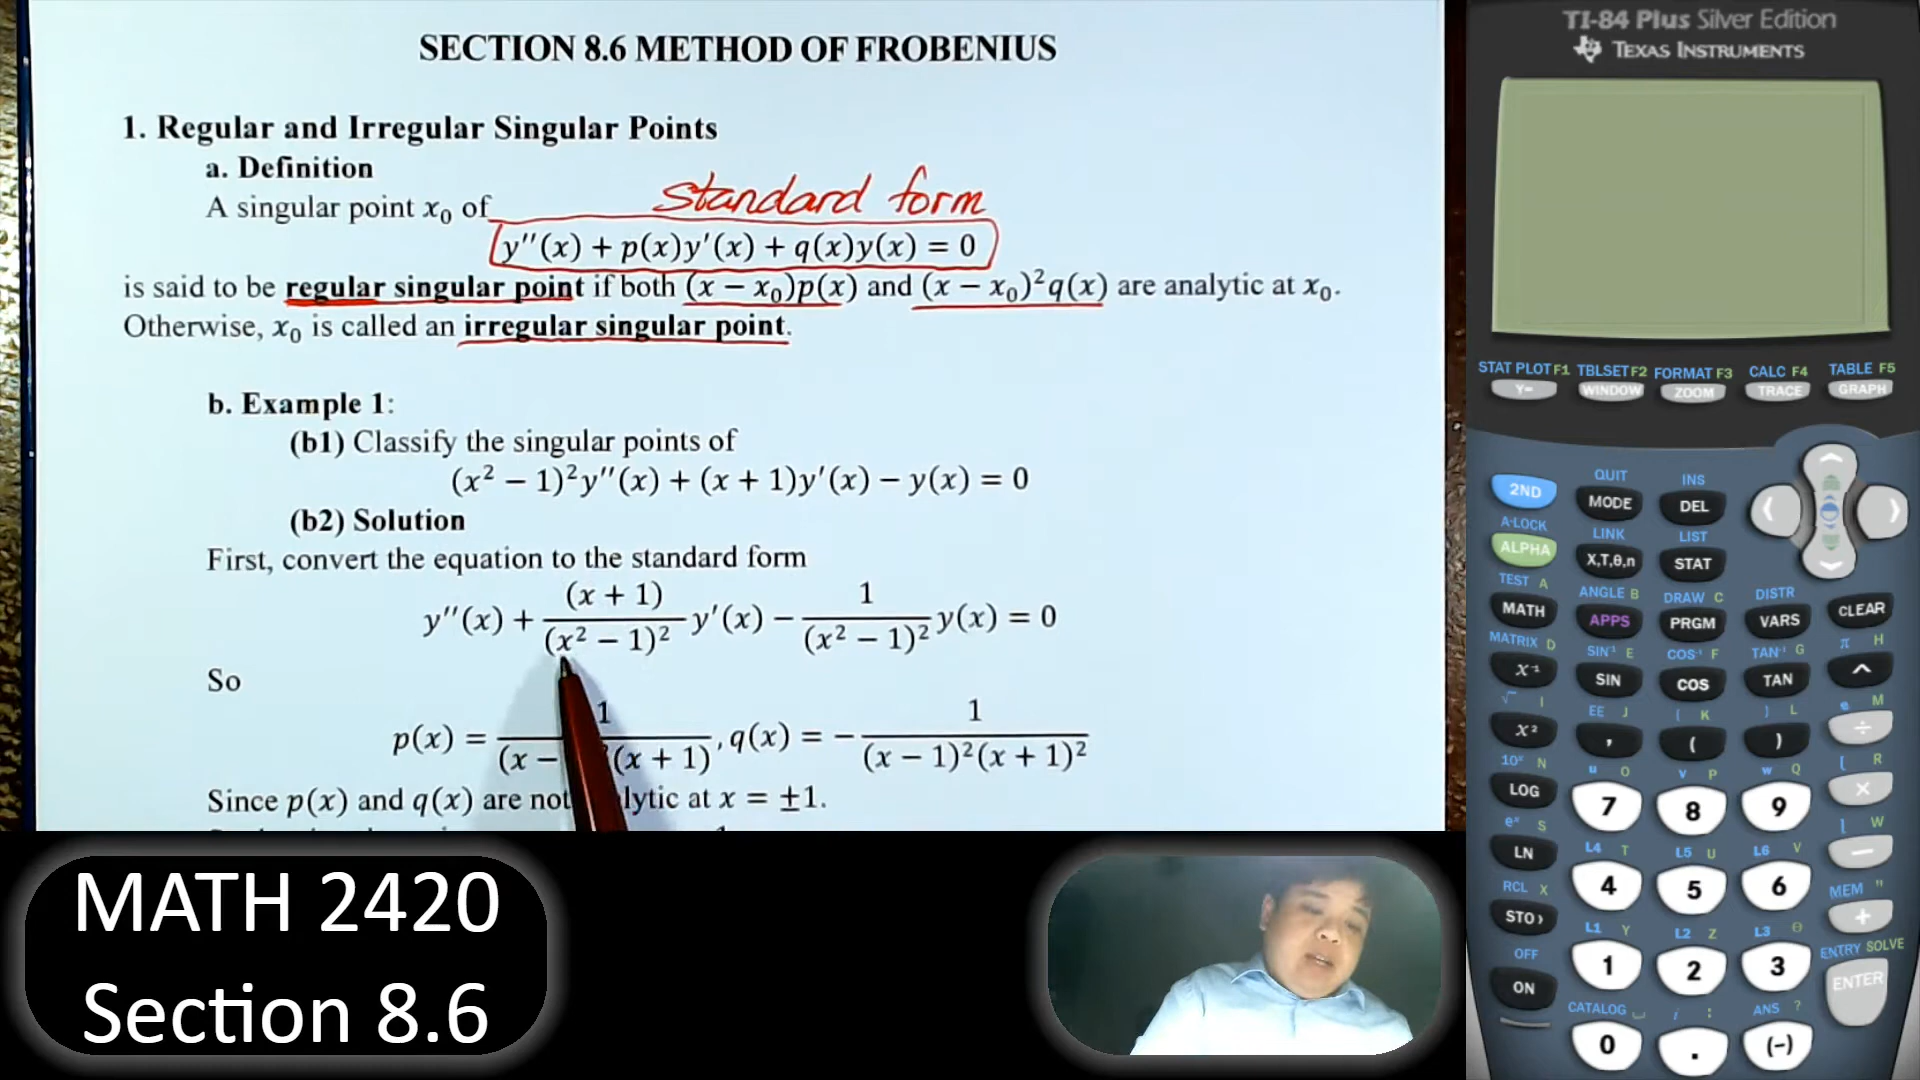 SECTION 8.6 METHOD OF FROBENIUS
1. Regular and Irregular Singular Points
a. Definition
Standard form
A singular point x₀ of
y''(x) + p(x)y'(x) + q(x)y(x) = 0
is said to be regular singular point if both (x − x₀)p(x) and (x − x₀)²q(x) are analytic at x₀.
Otherwise, x₀ is called an irregular singular point.
b. Example 1:
(b1) Classify the singular points of
(x² − 1)²y''(x) + (x + 1)y'(x) − y(x) = 0
(b2) Solution
First, convert the equation to the standard form
y''(x) + (x + 1)/(x² − 1)² y'(x) − 1/(x² − 1)² y(x) = 0
So
p(x) = 1/(x − (x + 1), q(x) = − 1/(x − 1)²(x + 1)²
Since p(x) and q(x) are not lytic at x = ±1.
MATH 2420
Section 8.6
TI-84 Plus Silver Edition
TEXAS INSTRUMENTS
STAT PLOT F1 TBLSET F2 FORMAT F3 CALC F4 TABLE F5
Y= WINDOW ZOOM TRACE GRAPH
QUIT INS
2ND MODE DEL
A-LOCK LINK LIST
ALPHA X,T,θ,n STAT
TEST A ANGLE B DRAW C DISTR
MATH APPS PRGM VARS CLEAR
MATRIX D SIN⁻¹ E COS⁻¹ F TAN⁻¹ G π H
x⁻¹ SIN COS TAN ^
√ I EE J { K } L e M
x² , ( ) ÷
10ˣ N u O v P w Q [ R
LOG 7 8 9 ×
eˣ S L4 T L5 U L6 V ] W
LN 4 5 6 −
RCL X L1 Y L2 Z L3 θ MEM "
STO› 1 2 3 +
OFF CATALOG ␣ i : ANS ? ENTRY SOLVE
ON 0 . (−) ENTER